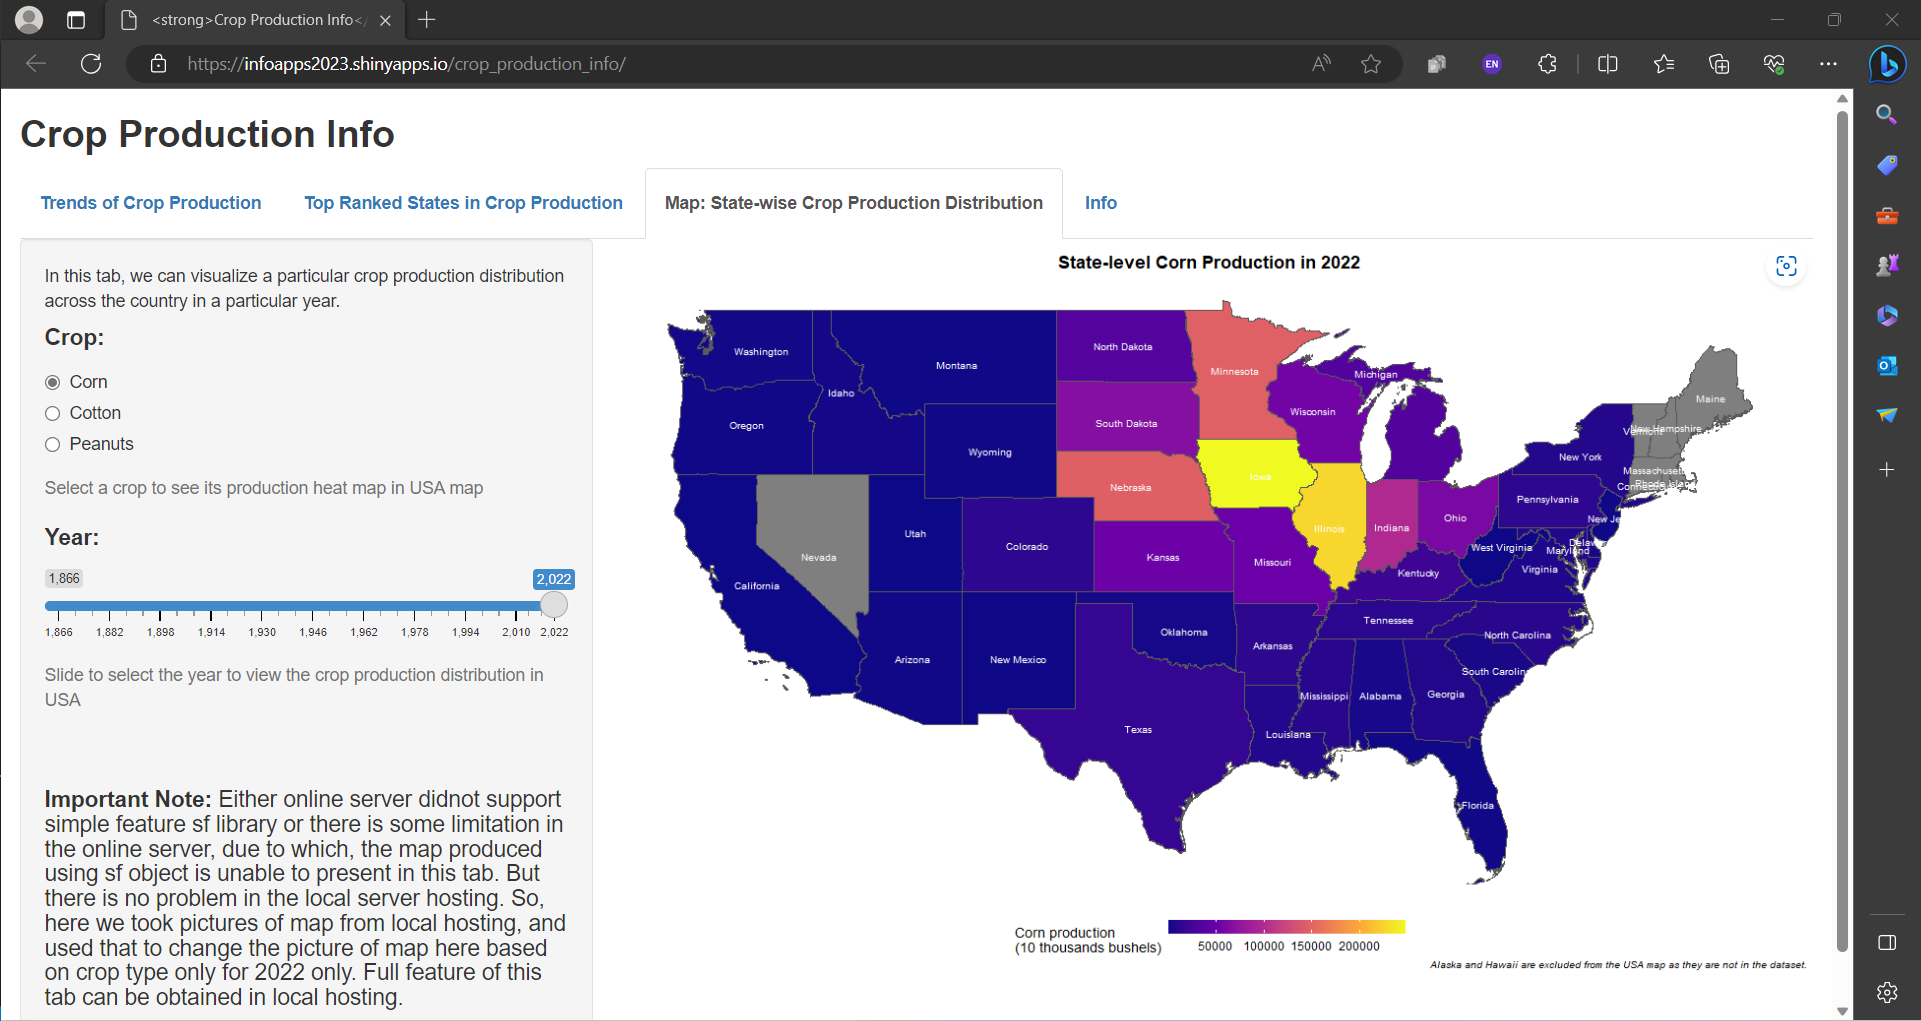 <strong>Crop Production Info</
https://infoapps2023.shinyapps.io/crop_production_info/
A
EN
Crop Production Info
Trends of Crop Production
Top Ranked States in Crop Production
Map: State-wise Crop Production Distribution
Info
In this tab, we can visualize a particular crop production distribution
across the country in a particular year.
Crop:
Corn
Cotton
Peanuts
Select a crop to see its production heat map in USA map
Year:
1,866
2,022
1,866 1,882 1,898 1,914 1,930 1,946 1,962 1,978 1,994 2,010 2,022
Slide to select the year to view the crop production distribution in
USA
Important Note: Either online server didnot support
simple feature sf library or there is some limitation in
the online server, due to which, the map produced
using sf object is unable to present in this tab. But
there is no problem in the local server hosting. So,
here we took pictures of map from local hosting, and
used that to change the picture of map here based
on crop type only for 2022 only. Full feature of this
tab can be obtained in local hosting.
State-level Corn Production in 2022
Washington
Montana
North Dakota
Minnesota
Michigan
Maine
Idaho
Oregon
South Dakota
Wisconsin
Vermont
New Hampshire
Wyoming
New York
Massachusett
Rhode Island
Nebraska
Iowa
Pennsylvania
Illinois
Indiana
Ohio
New Je
Nevada
Utah
Colorado
Kansas
Missouri
West Virginia
Delaw
Maryland
Virginia
Kentucky
California
Tennessee
North Carolina
Oklahoma
Arkansas
Arizona
New Mexico
South Carolin
Mississippi
Alabama
Georgia
Texas
Louisiana
Florida
Corn production
(10 thousands bushels)
50000 100000 150000 200000
Alaska and Hawaii are excluded from the USA map as they are not in the dataset.